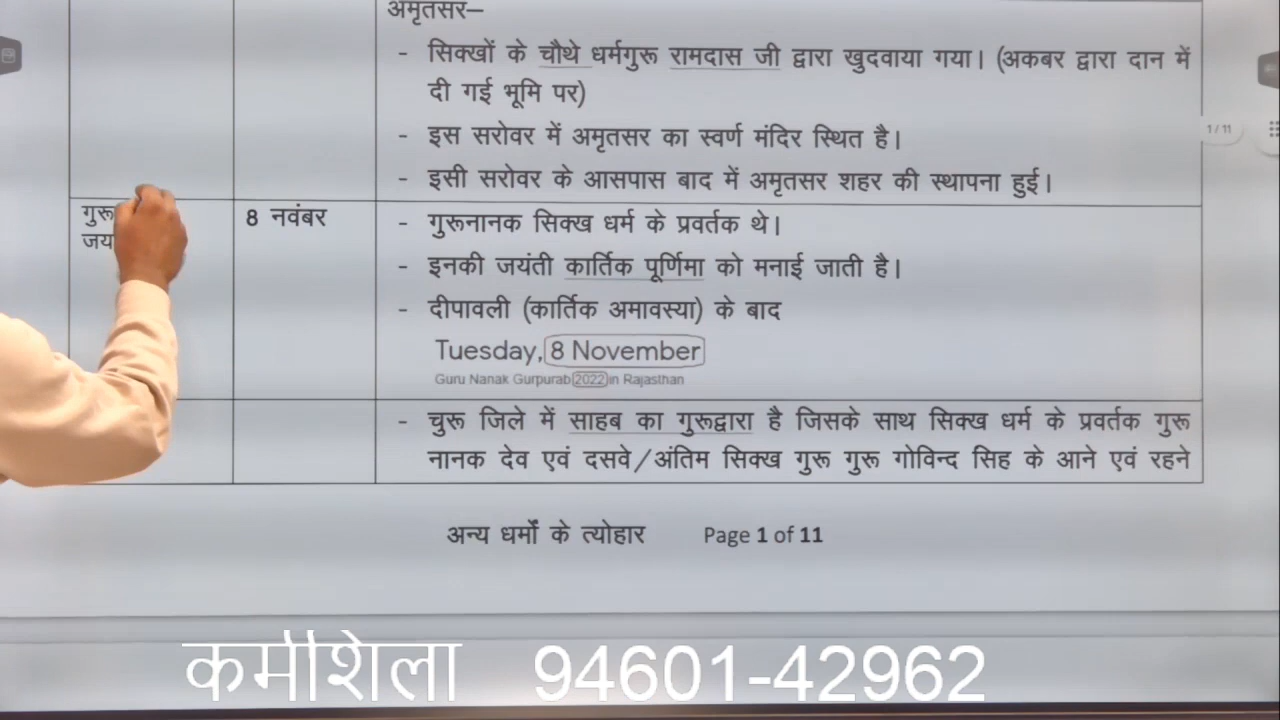 अमृतसर–
- सिक्खों के चौथे धर्मगुरू रामदास जी द्वारा खुदवाया गया। (अकबर द्वारा दान में
दी गई भूमि पर)
1 / 11
- इस सरोवर में अमृतसर का स्वर्ण मंदिर स्थित है।
- इसी सरोवर के आसपास बाद में अमृतसर शहर की स्थापना हुई।
8 नवंबर
- गुरूनानक सिक्ख धर्म के प्रवर्तक थे।
- इनकी जयंती कार्तिक पूर्णिमा को मनाई जाती है।
- दीपावली (कार्तिक अमावस्या) के बाद
Tuesday, 8 November
Guru Nanak Gurpurab 2022 in Rajasthan
- चुरू जिले में साहब का गुरूद्वारा है जिसके साथ सिक्ख धर्म के प्रवर्तक गुरू
नानक देव एवं दसवे/अंतिम सिक्ख गुरू गुरू गोविन्द सिह के आने एवं रहने
अन्य धर्मों के त्योहार Page 1 of 11
94601-42962